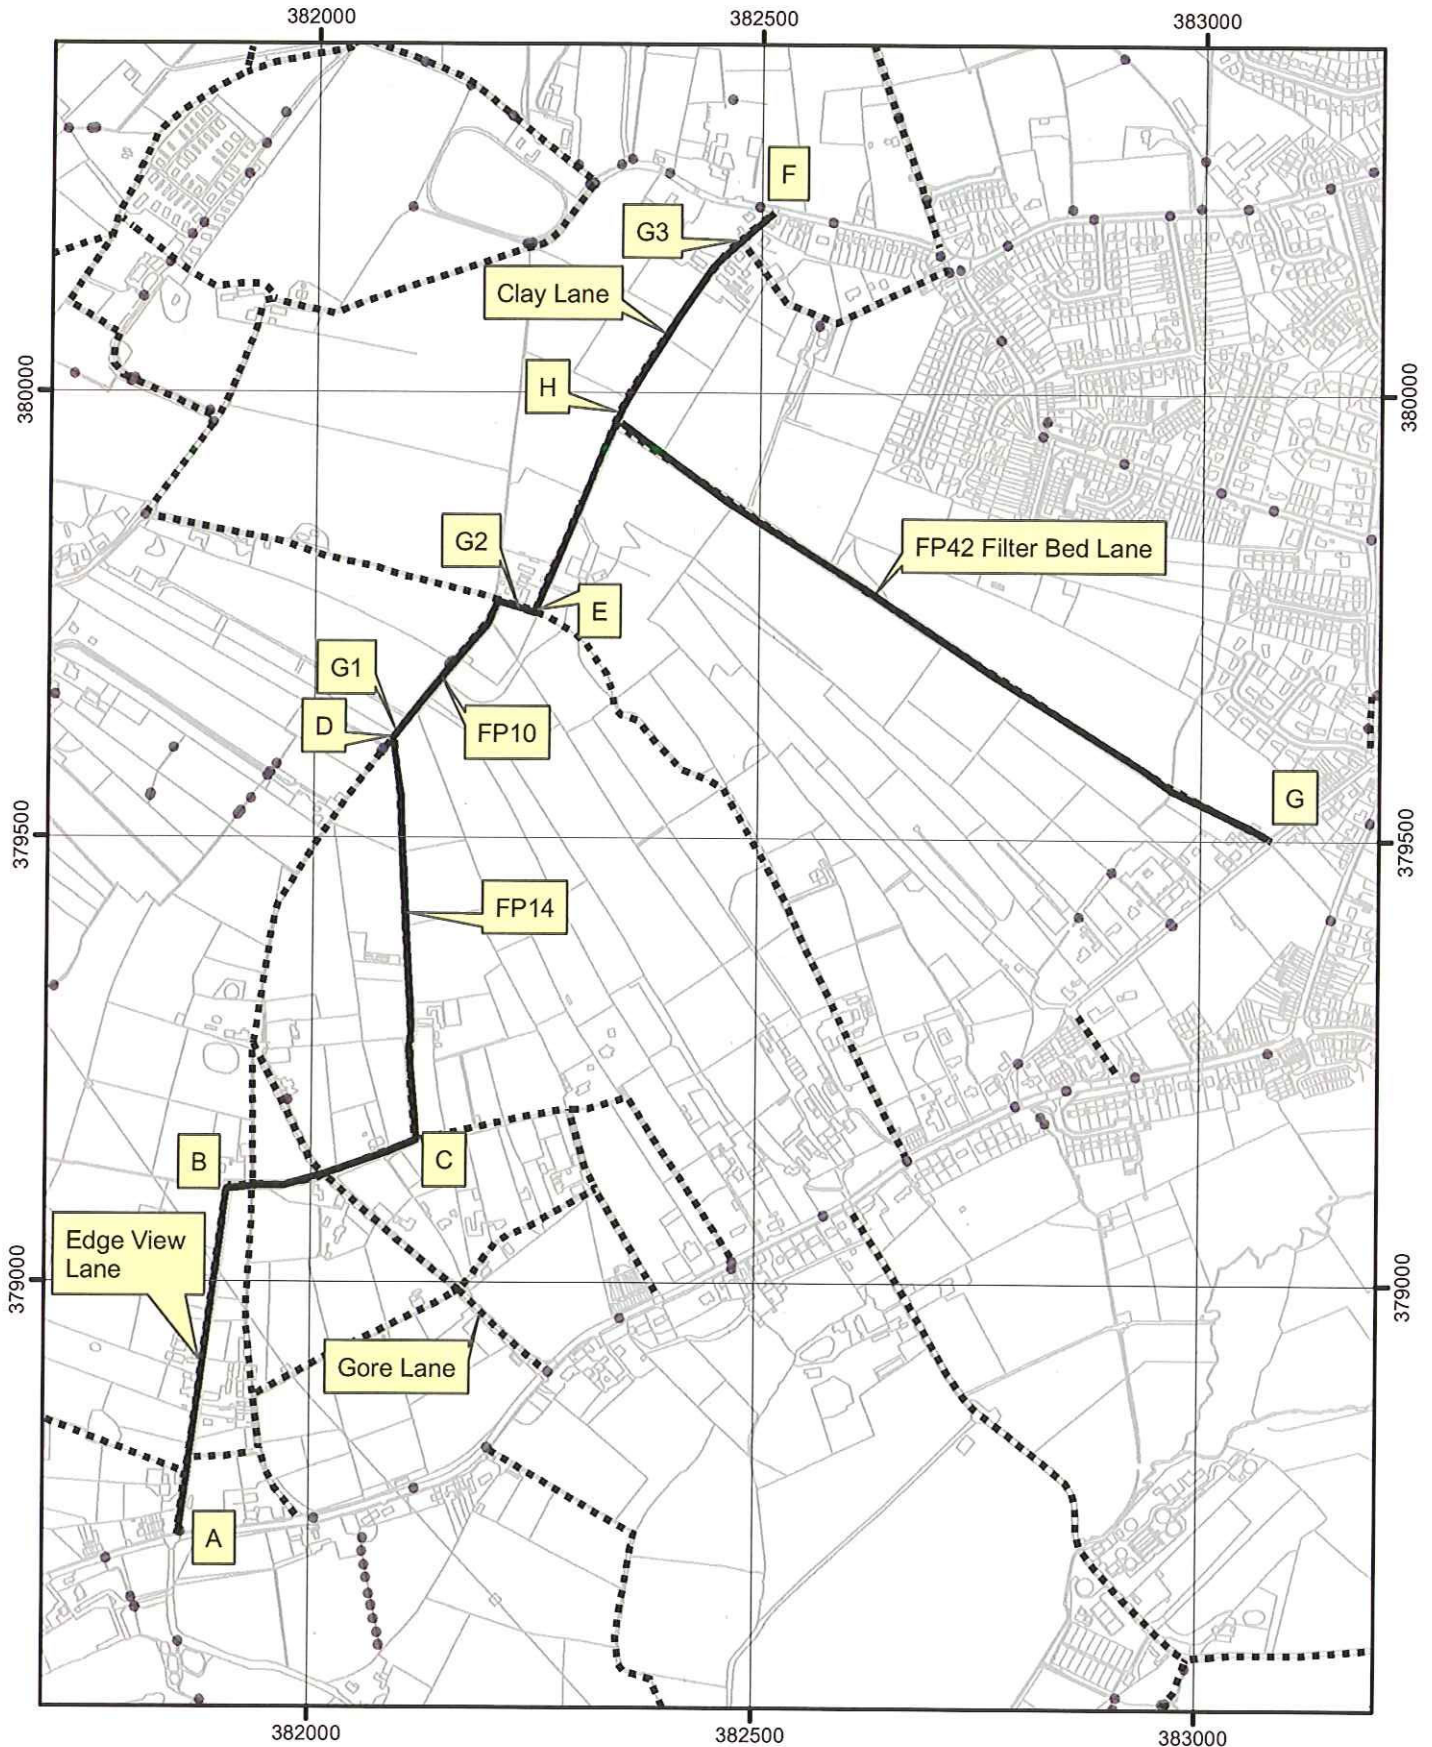 382000
382500
383000
F
G3
Clay Lane
H
380000
380000
G2
FP42 Filter Bed Lane
E
G1
D
FP10
G
379500
379500
FP14
B
C
Edge View
Lane
379000
379000
Gore Lane
A
382000
382500
383000